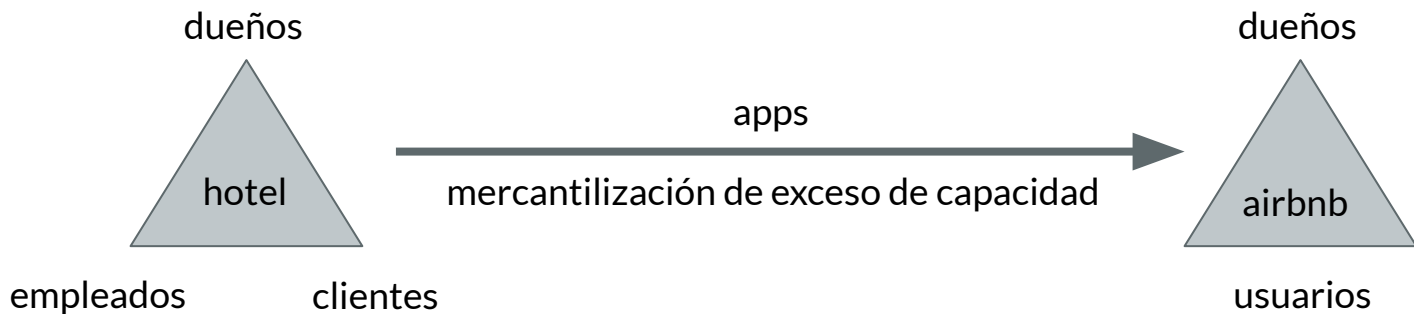 dueños
hotel
empleados
clientes
apps
mercantilización de exceso de capacidad
dueños
airbnb
usuarios